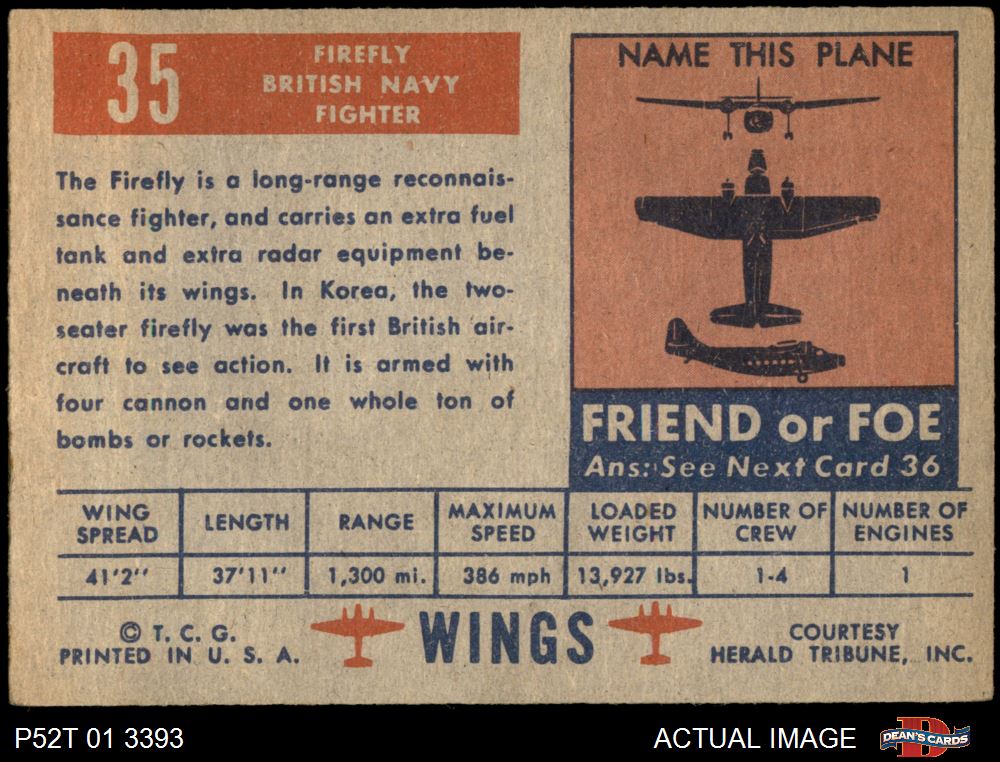 35
FIREFLY
BRITISH NAVY
FIGHTER
The Firefly is a long-range reconnais-
sance fighter, and carries an extra fuel
tank and extra radar equipment be-
neath its wings. In Korea, the two-
seater firefly was the first British air-
craft to see action. It is armed with
four cannon and one whole ton of
bombs or rockets.
NAME THIS PLANE
FRIEND or FOE
Ans: See Next Card 36
WING SPREAD
LENGTH
RANGE
MAXIMUM SPEED
LOADED WEIGHT
NUMBER OF CREW
NUMBER OF ENGINES
41'2''
37'11''
1,300 mi.
386 mph
13,927 lbs.
1-4
1
© T. C. G.
PRINTED IN U. S. A.
WINGS
COURTESY
HERALD TRIBUNE, INC.
P52T 01 3393
ACTUAL IMAGE
D
DEAN'S CARDS